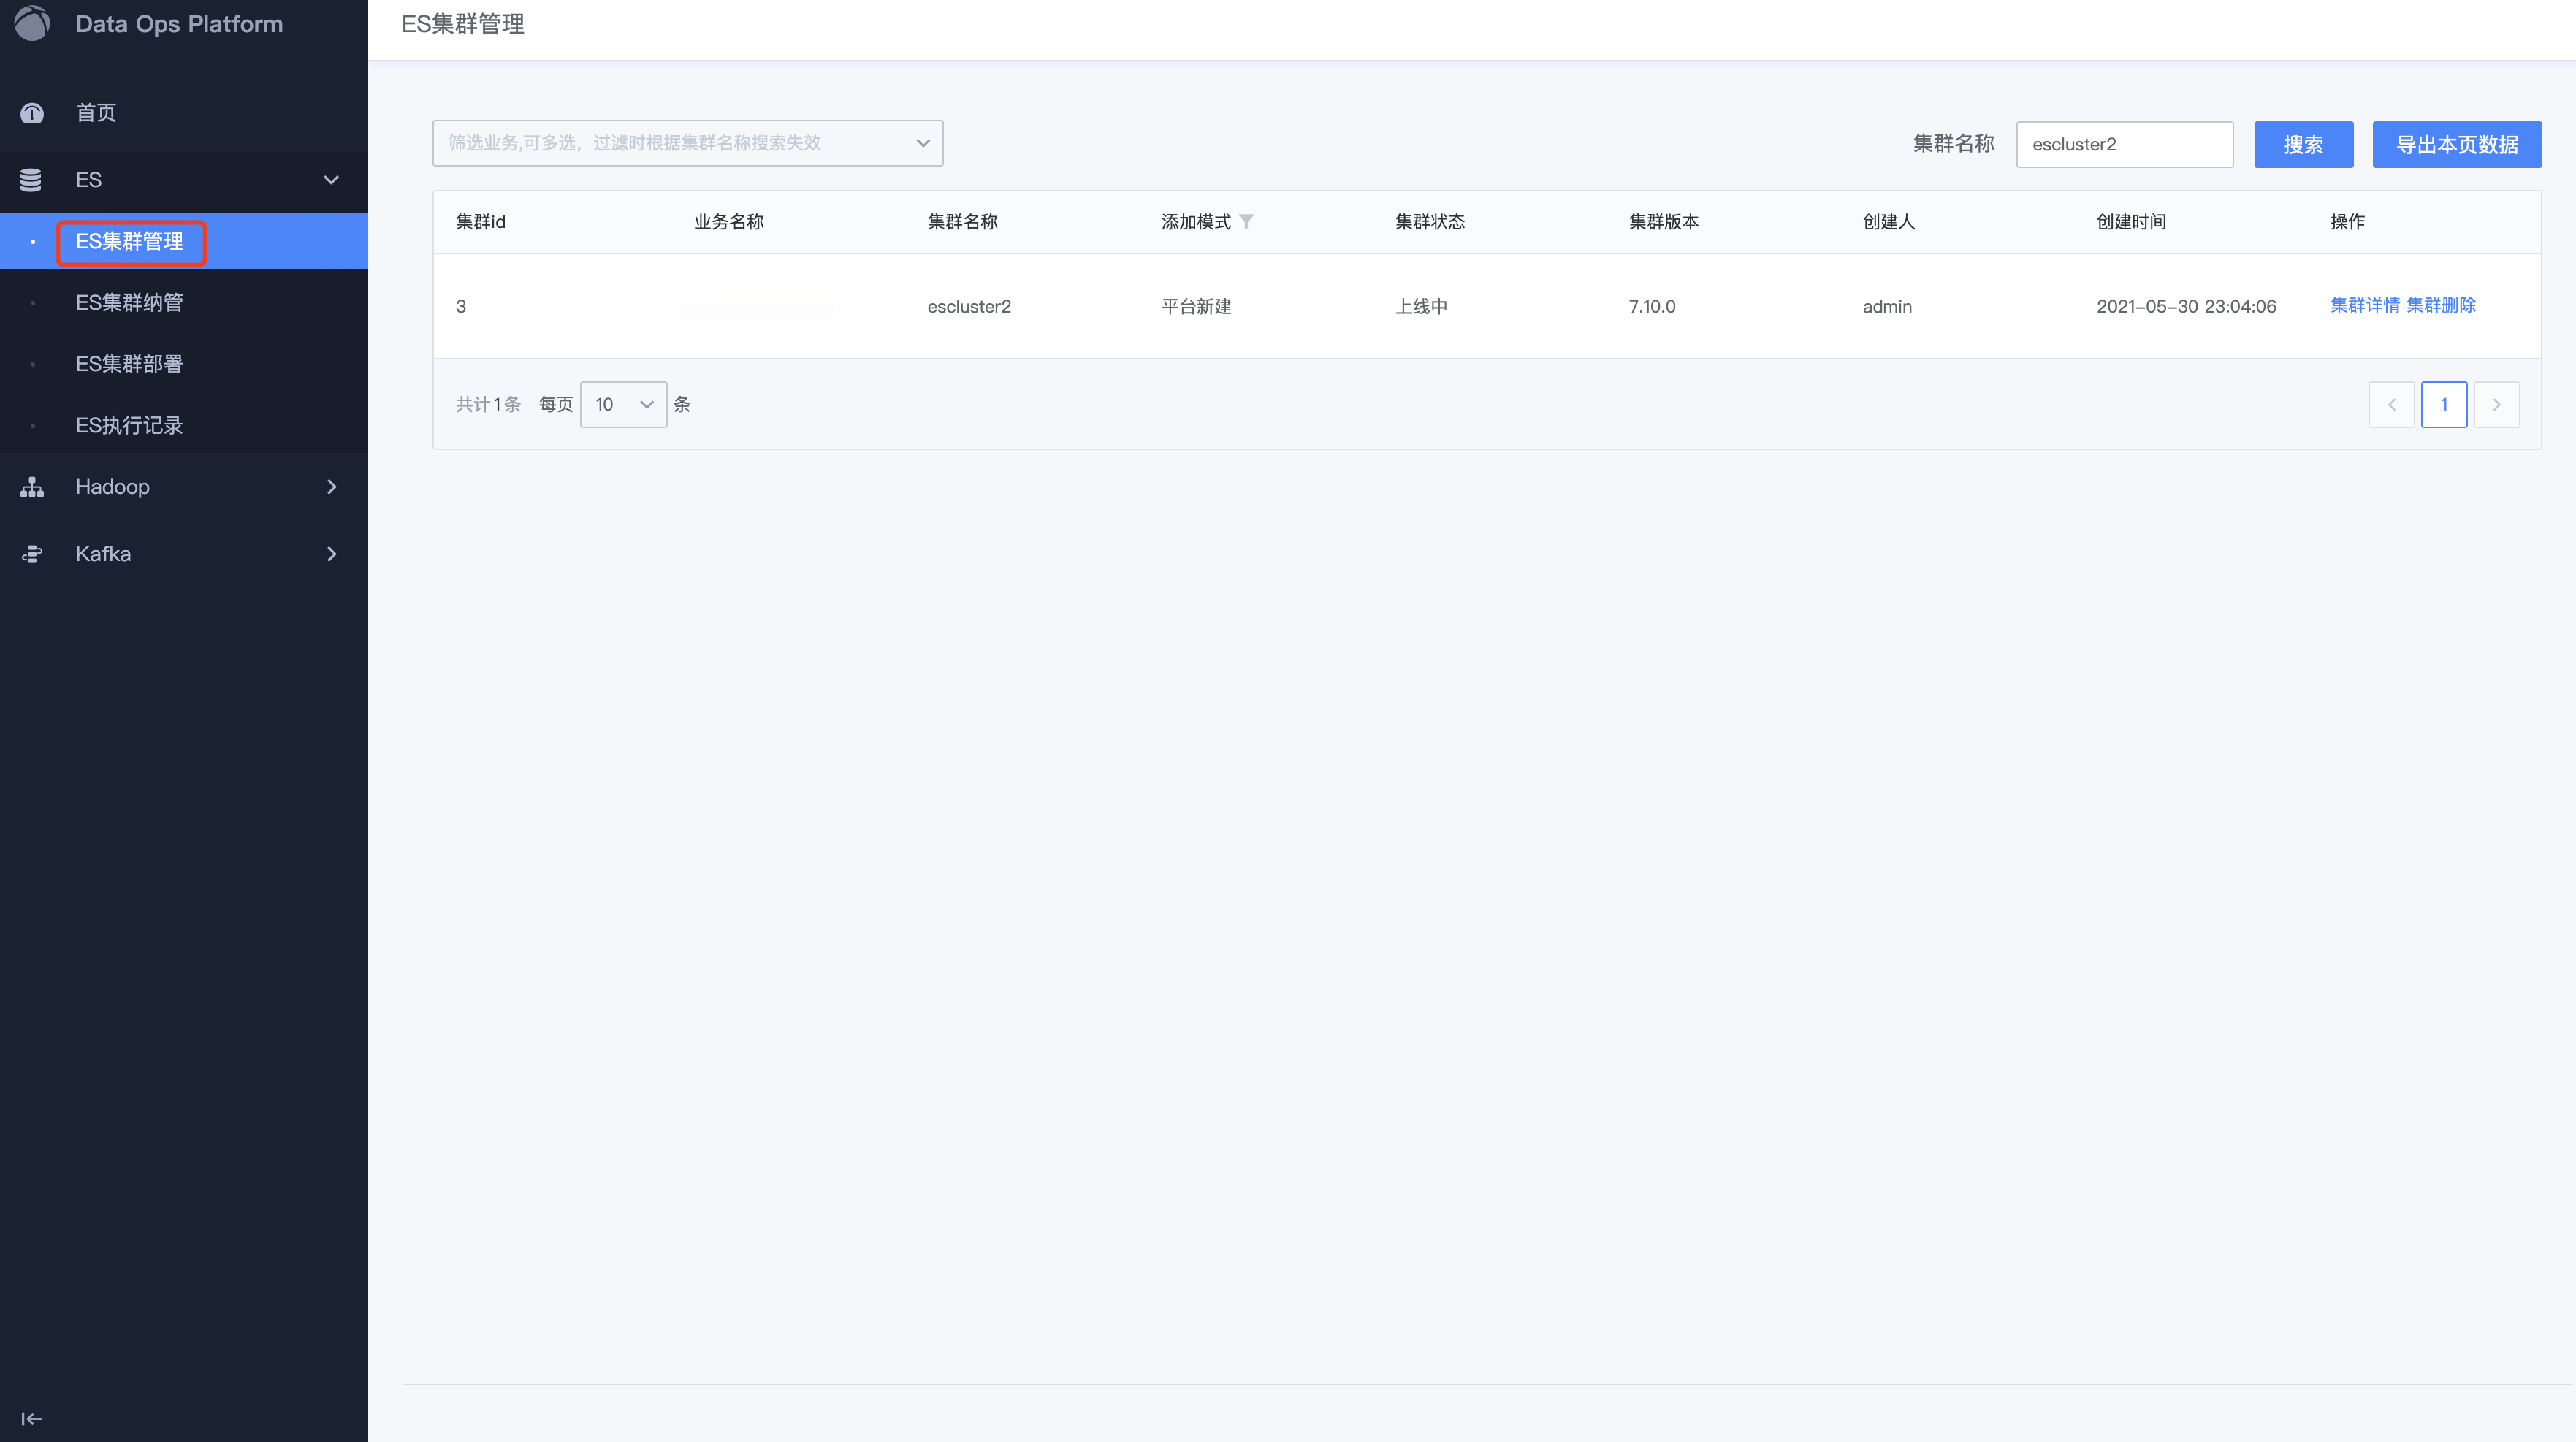 Data Ops Platform
首页
ES
ES集群管理
ES集群纳管
ES集群部署
ES执行记录
Hadoop
Kafka
ES集群管理
筛选业务,可多选，过滤时根据集群名称搜索失效
集群名称 escluster2 搜索 导出本页数据
集群id 业务名称 集群名称 添加模式 集群状态 集群版本 创建人 创建时间 操作
3 escluster2 平台新建 上线中 7.10.0 admin 2021-05-30 23:04:06 集群详情 集群删除
共计1条 每页 10 条 1